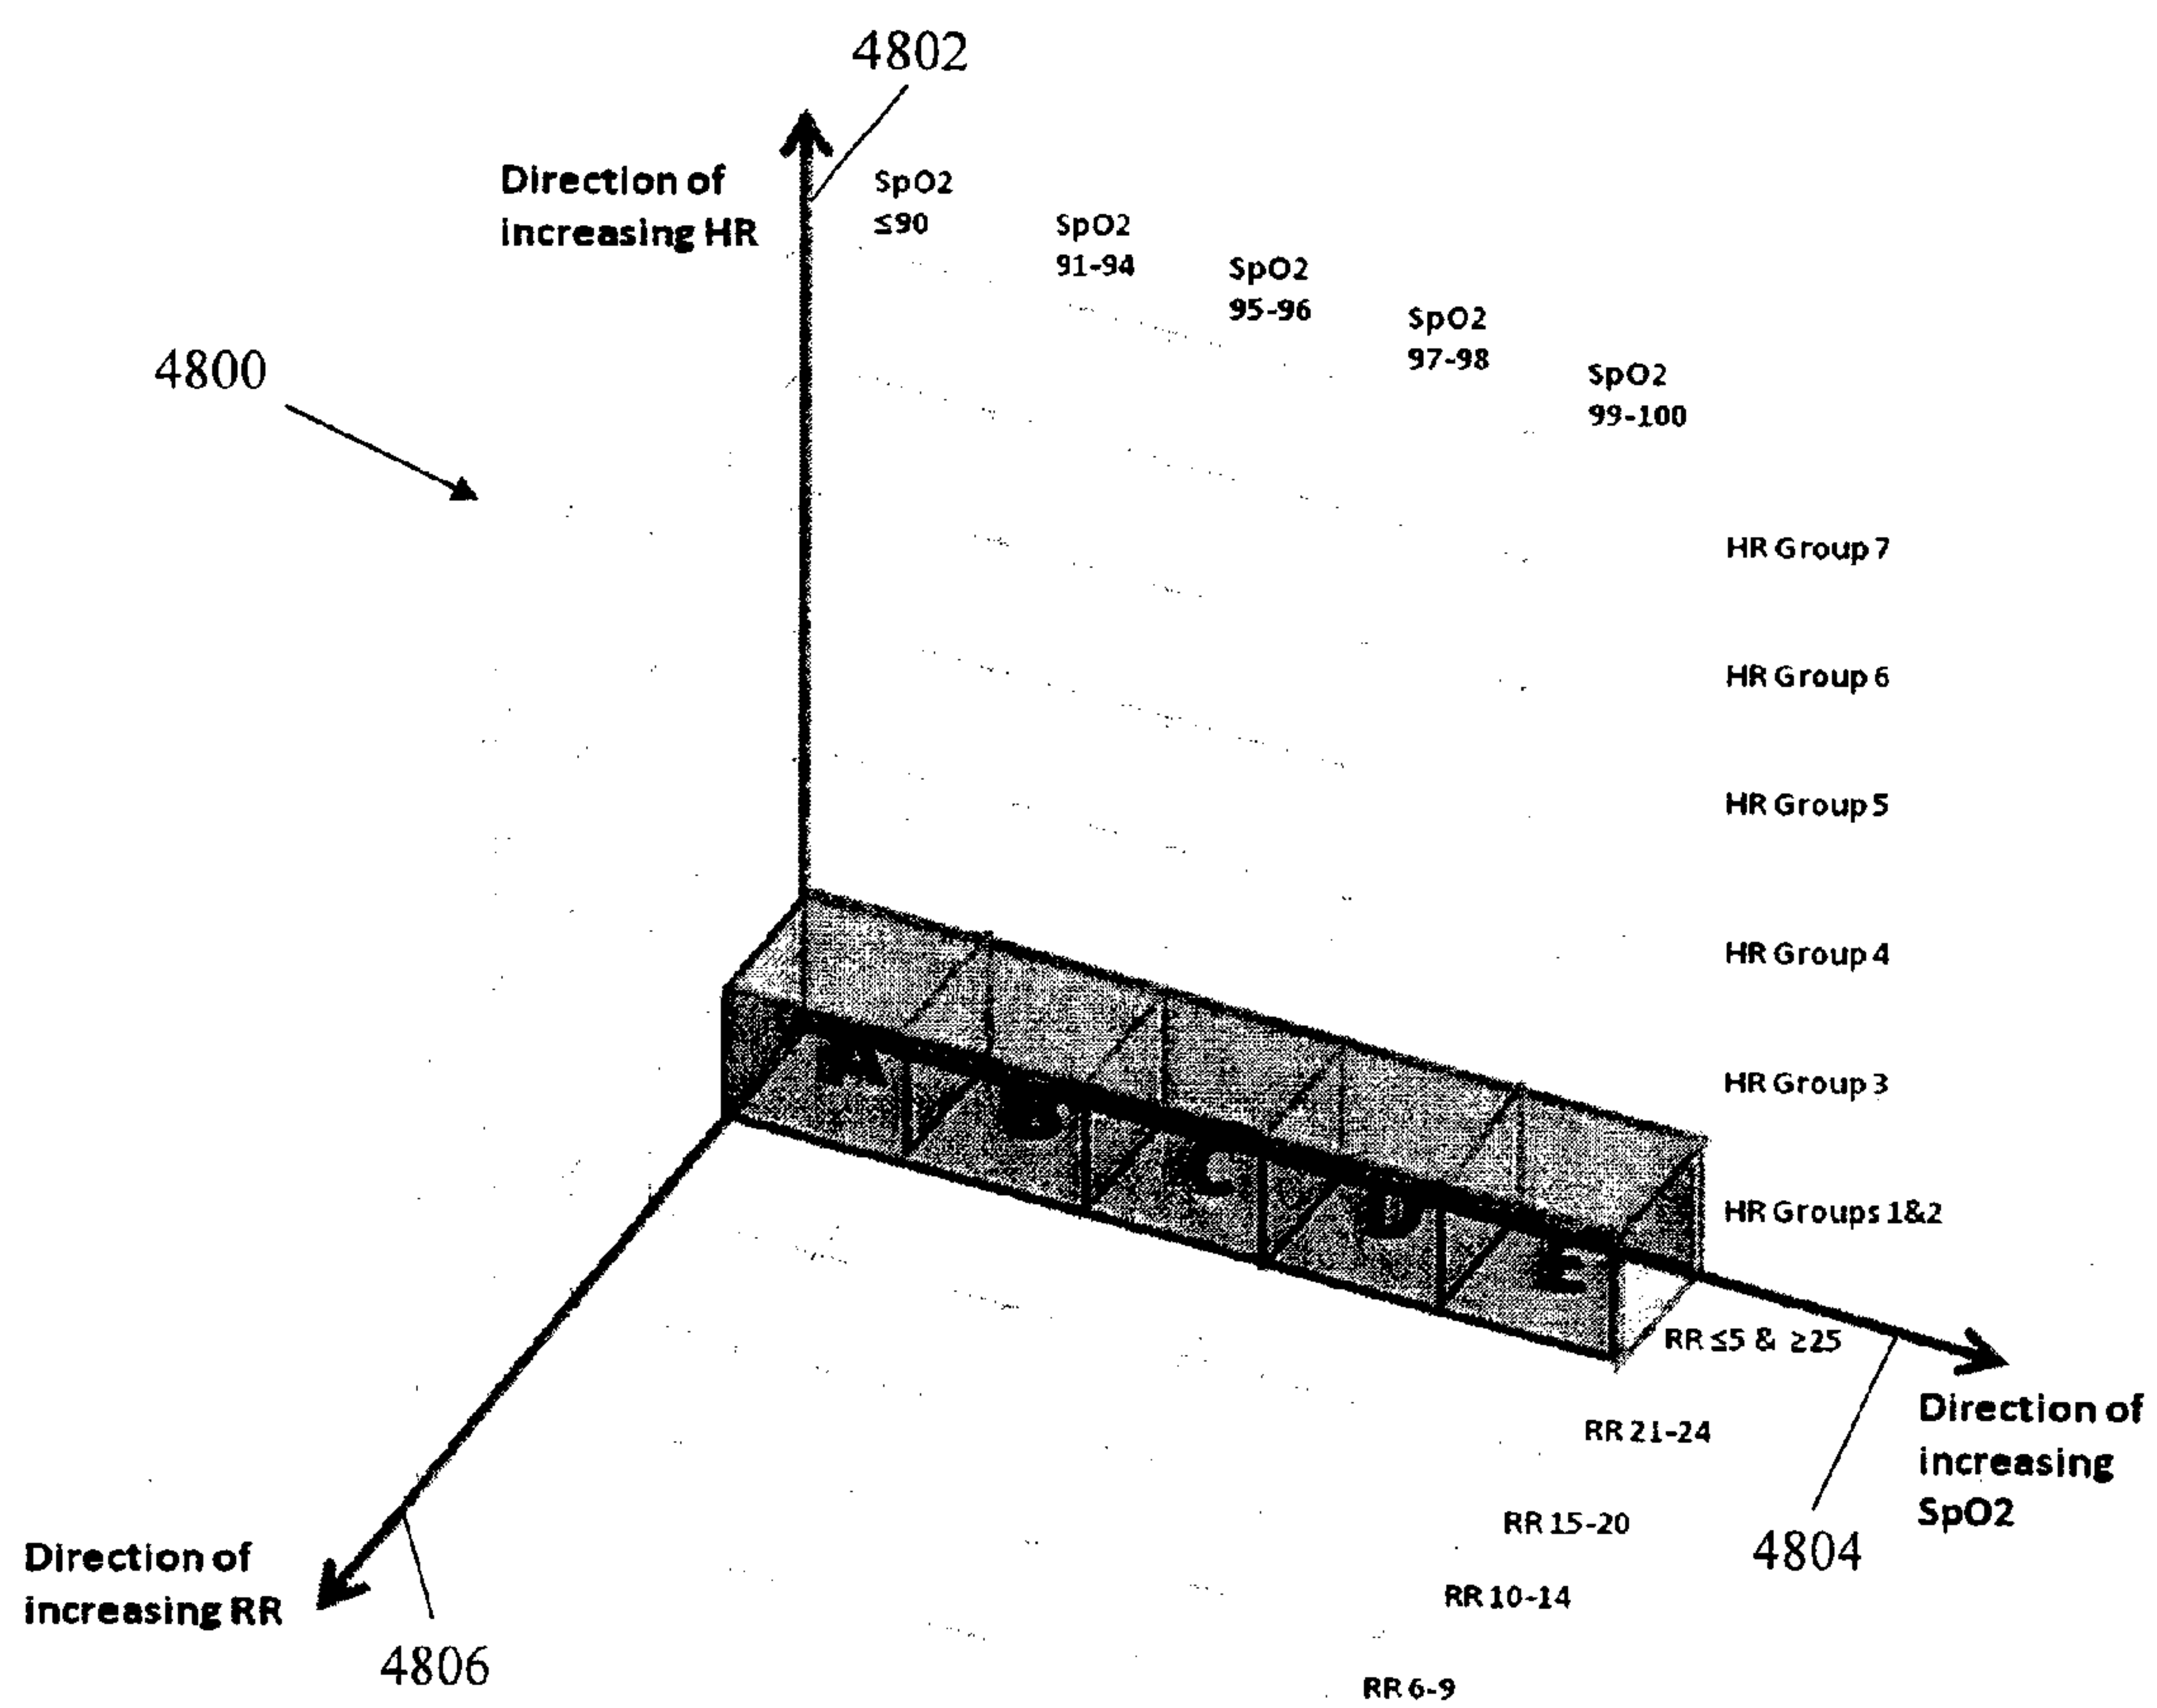 4802
Direction of
increasing HR
SpO2
≤90
SpO2
91-94
SpO2
95-96
SpO2
97-98
SpO2
99-100
4800
HR Group 7
HR Group 6
HR Group 5
HR Group 4
HR Group 3
HR Groups 1&2
A
B
C
D
E
RR ≤5 & ≥25
RR 21-24
RR 15-20
RR 10-14
RR 6-9
Direction of
increasing
SpO2
4804
Direction of
increasing RR
4806